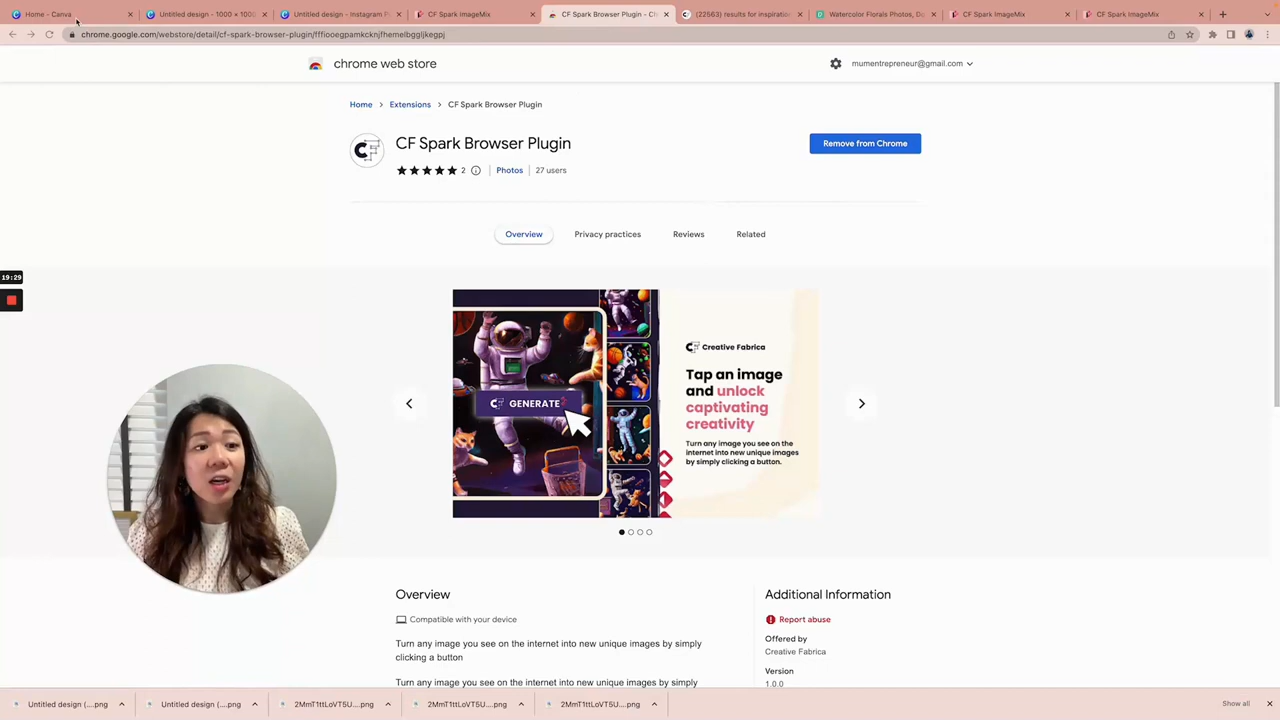 Home - Canva
Untitled design - 1000 × 1000
Untitled design - Instagram P
CF Spark ImageMix
CF Spark Browser Plugin - Ch
(22563) results for inspiration
Watercolor Florals Photos, D
CF Spark ImageMix
CF Spark ImageMix
chrome.google.com/webstore/detail/cf-spark-browser-plugin/fffiooegpamkcknjfhemelbggljkegpj
chrome web store
mumentrepreneur@gmail.com
Home > Extensions > CF Spark Browser Plugin
CF Spark Browser Plugin
Remove from Chrome
2 | Photos | 27 users
Overview
Privacy practices
Reviews
Related
19:29
CF Creative Fabrica
Tap an image
and unlock
captivating
creativity
CF GENERATE
Turn any image you see on the
internet into new unique images
by simply clicking a button.
Overview
Compatible with your device
Turn any image you see on the internet into new unique images by simply
clicking a button
Turn any image you see on the internet into new unique images by simply
Additional Information
Report abuse
Offered by
Creative Fabrica
Version
1.0.0
Untitled design (....png
Untitled design (....png
2MmT1ttLoVT5U....png
2MmT1ttLoVT5U....png
2MmT1ttLoVT5U....png
Show all